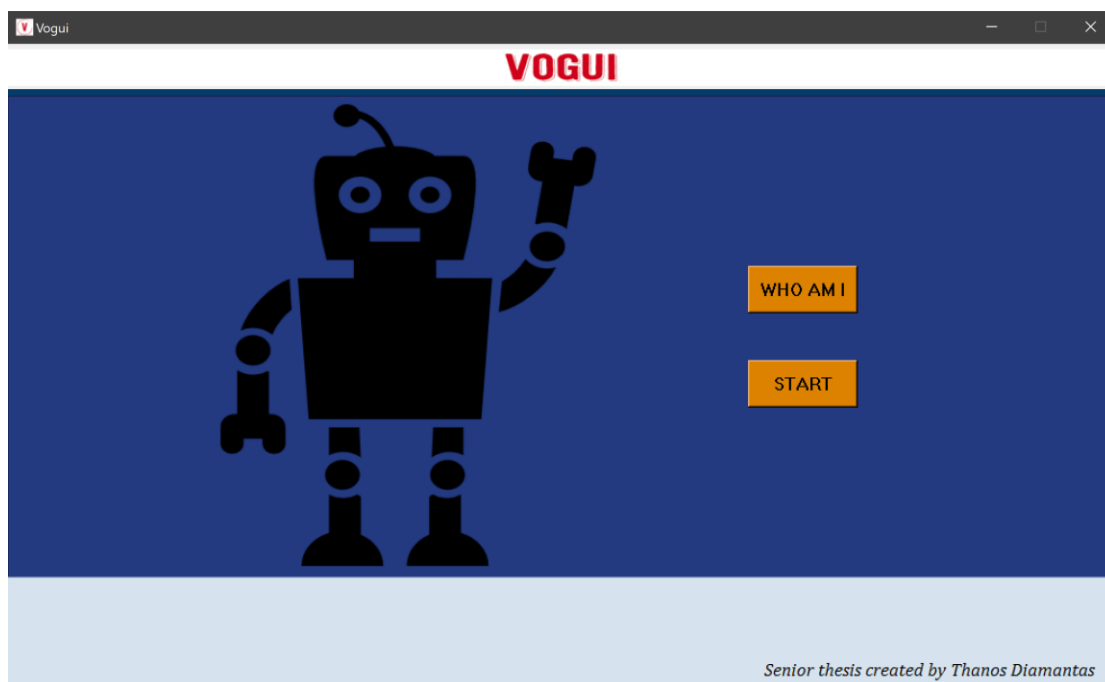 Vogui
VOGUI
WHO AM I
START
Senior thesis created by Thanos Diamantas